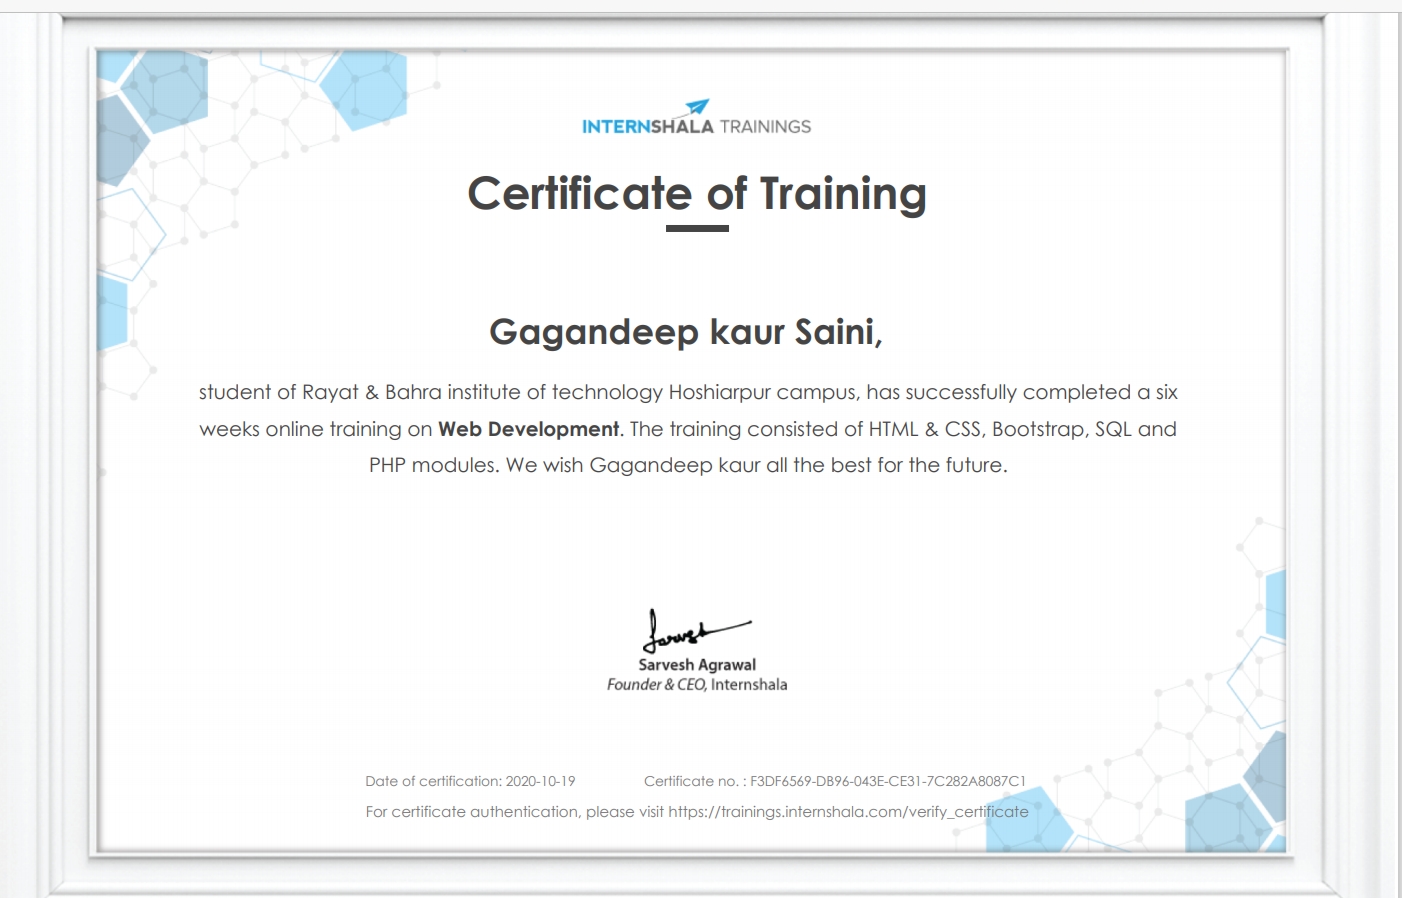 INTERNSHALA TRAININGS
Certificate of Training
Gagandeep kaur Saini,
student of Rayat & Bahra institute of technology Hoshiarpur campus, has successfully completed a six
weeks online training on Web Development. The training consisted of HTML & CSS, Bootstrap, SQL and
PHP modules. We wish Gagandeep kaur all the best for the future.
Sarvesh
Sarvesh Agrawal
Founder & CEO, Internshala
Date of certification: 2020-10-19 Certificate no. : F3DF6569-DB96-043E-CE31-7C282A8087C1
For certificate authentication, please visit https://trainings.internshala.com/verify_certificate